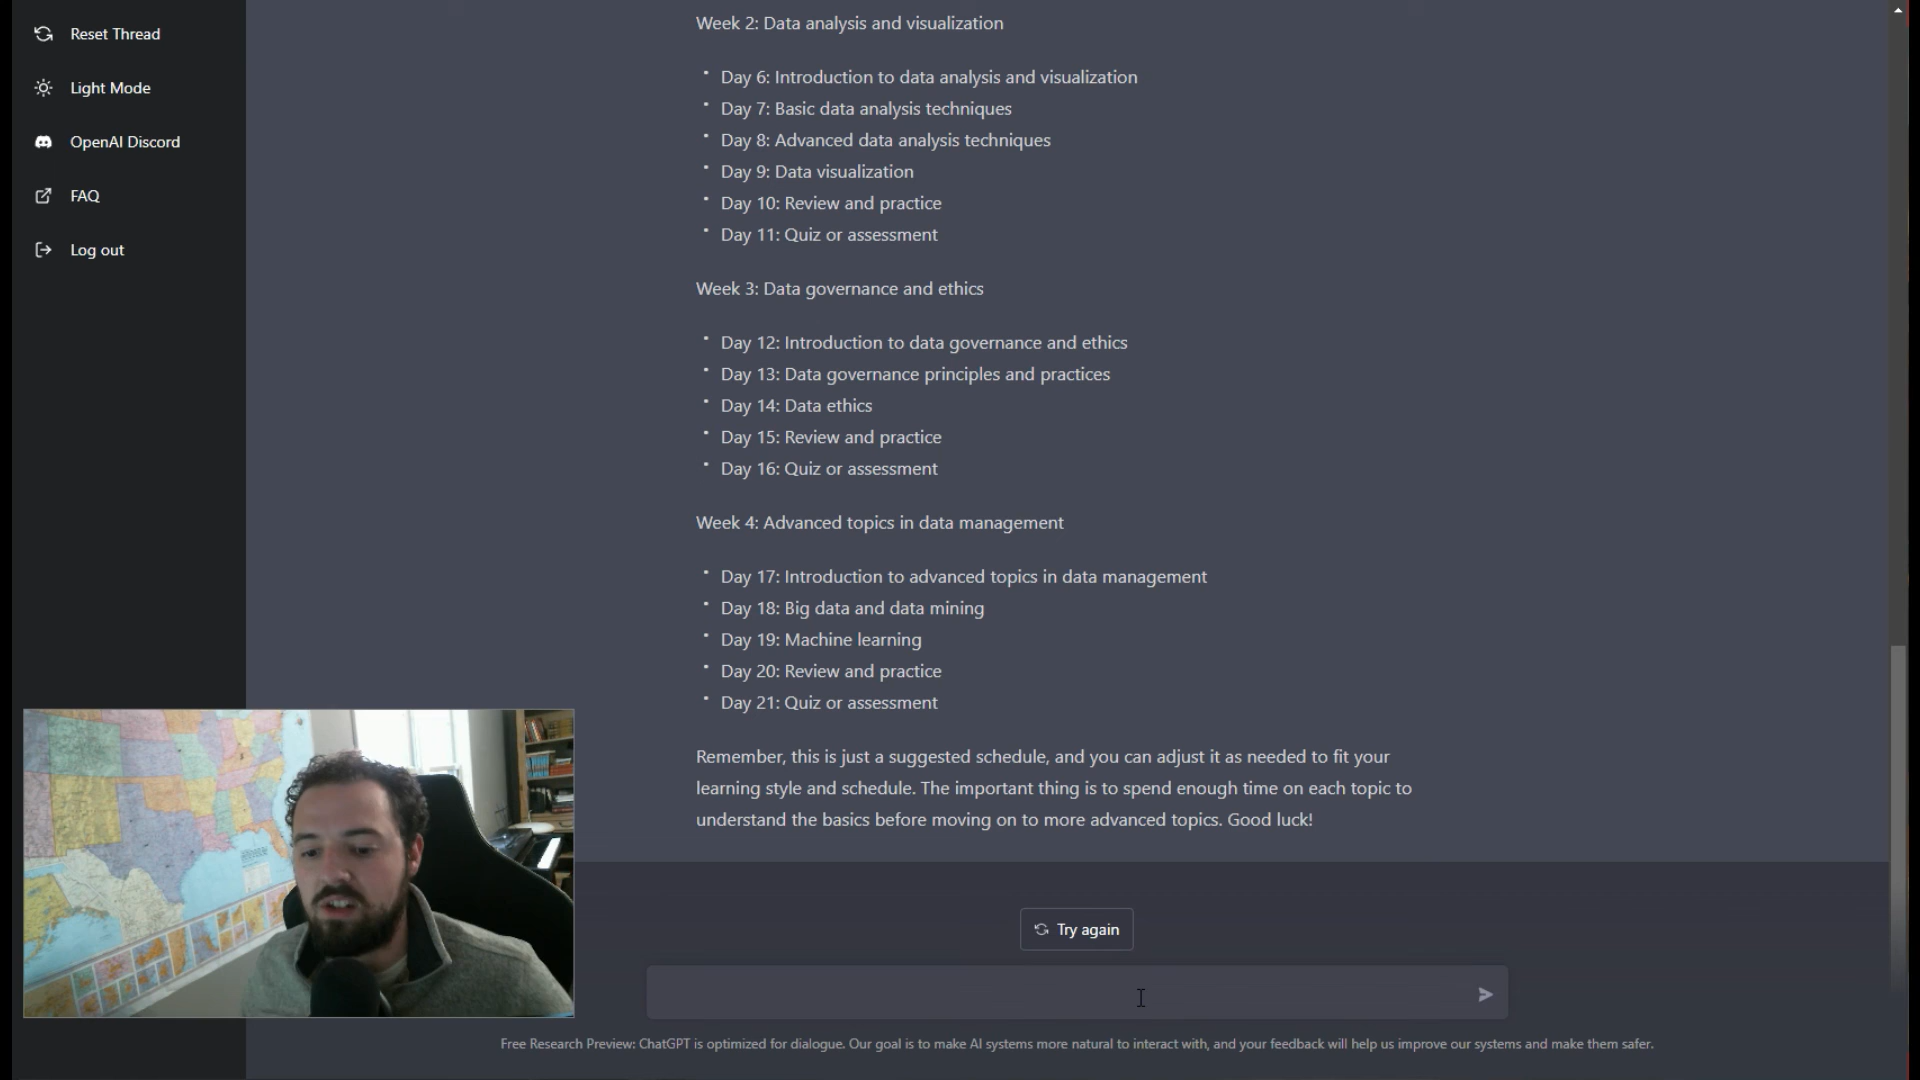 Reset Thread
Light Mode
OpenAI Discord
FAQ
Log out
Week 2: Data analysis and visualization
• Day 6: Introduction to data analysis and visualization
• Day 7: Basic data analysis techniques
• Day 8: Advanced data analysis techniques
• Day 9: Data visualization
• Day 10: Review and practice
• Day 11: Quiz or assessment
Week 3: Data governance and ethics
• Day 12: Introduction to data governance and ethics
• Day 13: Data governance principles and practices
• Day 14: Data ethics
• Day 15: Review and practice
• Day 16: Quiz or assessment
Week 4: Advanced topics in data management
• Day 17: Introduction to advanced topics in data management
• Day 18: Big data and data mining
• Day 19: Machine learning
• Day 20: Review and practice
• Day 21: Quiz or assessment
Remember, this is just a suggested schedule, and you can adjust it as needed to fit your
learning style and schedule. The important thing is to spend enough time on each topic to
understand the basics before moving on to more advanced topics. Good luck!
Try again
Free Research Preview: ChatGPT is optimized for dialogue. Our goal is to make AI systems more natural to interact with, and your feedback will help us improve our systems and make them safer.